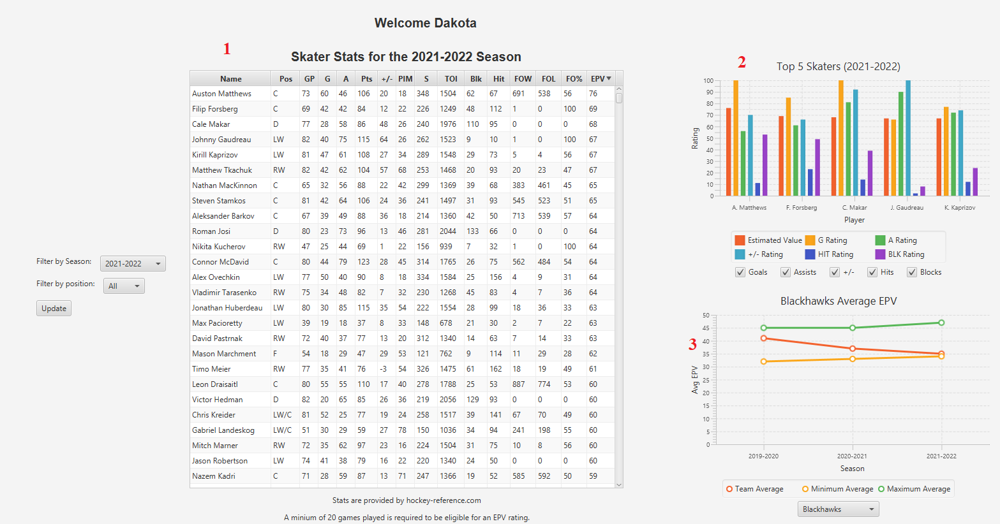 Welcome Dakota
1
Skater Stats for the 2021-2022 Season
Name Pos GP G A Pts +/- PIM S TOI Blk Hit FOW FOL FO% EPV
Auston Matthews C 73 60 46 106 20 18 348 1504 62 67 691 538 56 76
Filip Forsberg C 69 42 42 84 12 22 226 1249 48 112 1 0 100 69
Cale Makar D 77 28 58 86 48 26 240 1976 110 95 0 0 0 68
Johnny Gaudreau LW 82 40 75 115 64 26 262 1523 9 10 1 0 100 67
Kirill Kaprizov LW 81 47 61 108 27 34 289 1548 29 73 5 4 56 67
Matthew Tkachuk RW 82 42 62 104 57 68 253 1468 20 93 20 23 47 67
Nathan MacKinnon C 65 32 56 88 22 42 299 1369 39 68 383 461 45 65
Steven Stamkos C 81 42 64 106 24 36 241 1497 31 93 545 523 51 65
Aleksander Barkov C 67 39 49 88 36 18 214 1360 42 50 713 539 57 64
Roman Josi D 80 23 73 96 13 46 281 2044 133 66 0 0 0 64
Nikita Kucherov RW 47 25 44 69 1 22 156 939 7 32 1 0 100 64
Connor McDavid C 80 44 79 123 28 45 314 1765 26 75 562 484 54 64
Alex Ovechkin LW 77 50 40 90 8 18 334 1584 25 156 4 9 31 64
Vladimir Tarasenko RW 75 34 48 82 7 32 230 1268 45 83 4 7 36 64
Jonathan Huberdeau LW 80 30 85 115 35 54 222 1554 28 99 18 36 33 63
Max Pacioretty LW 39 19 18 37 8 33 148 678 21 30 2 7 22 63
David Pastrnak RW 72 40 37 77 13 20 312 1340 14 63 7 14 33 63
Mason Marchment F 54 18 29 47 29 53 121 762 9 114 11 29 28 62
Timo Meier RW 77 35 41 76 -3 54 326 1475 61 162 18 19 49 61
Leon Draisaitl C 80 55 55 110 17 40 278 1788 25 53 887 774 53 60
Victor Hedman D 82 20 65 85 26 36 219 2056 129 93 0 0 0 60
Chris Kreider LW/C 81 52 25 77 19 24 258 1517 39 141 67 70 49 60
Gabriel Landeskog LW/C 51 30 29 59 27 78 150 1036 34 94 241 198 55 60
Mitch Marner RW 72 35 62 97 23 16 224 1504 31 75 10 8 56 60
Jason Robertson LW 74 41 38 79 16 22 220 1340 24 50 0 0 0 60
Nazem Kadri C 71 28 59 87 13 71 247 1366 19 52 585 592 50 59
Stats are provided by hockey-reference.com
A minium of 20 games played is required to be eligible for an EPV rating.
Filter by Season: 2021-2022
Filter by position: All
Update
2
Top 5 Skaters (2021-2022)
100
90
80
70
60
50
40
30
20
10
0
Rating
A. Matthews F. Forsberg C. Makar J. Gaudreau K. Kaprizov
Player
Estimated Value G Rating A Rating
+/- Rating HIT Rating BLK Rating
Goals Assists +/- Hits Blocks
Blackhawks Average EPV
3
50
45
40
35
30
25
20
15
10
5
0
Avg EPV
2019-2020 2020-2021 2021-2022
Season
Team Average Minimum Average Maximum Average
Blackhawks